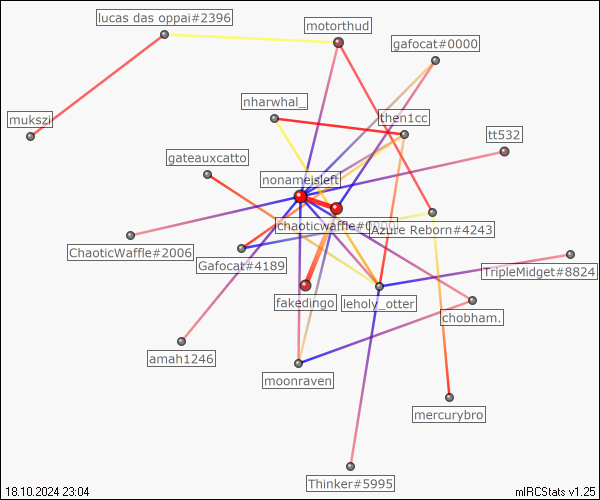 lucas das oppai#2396
motorthud
gafocat#0000
nharwhal_
then1cc
mukszi
tt532
gateauxcatto
nonameisleft
chaoticwaffle#0000
Azure Reborn#4243
ChaoticWaffle#2006
Gafocat#4189
TripleMidget#8824
fakedingo
leholy_otter
chobham.
amah1246
moonraven
mercurybro
Thinker#5995
18.10.2024 23:04
mIRCStats v1.25